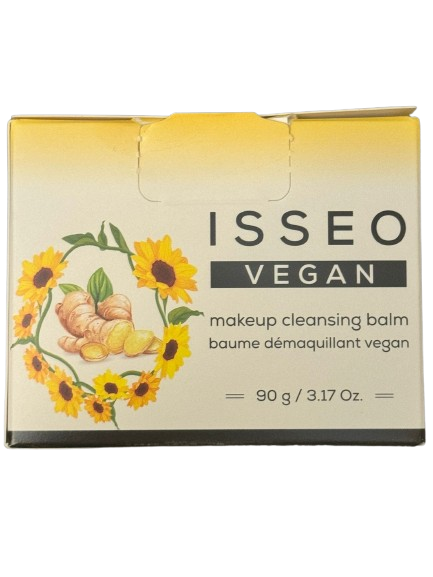 ISSEO
VEGAN
makeup cleansing balm
baume démaquillant vegan
90 g / 3.17 Oz.